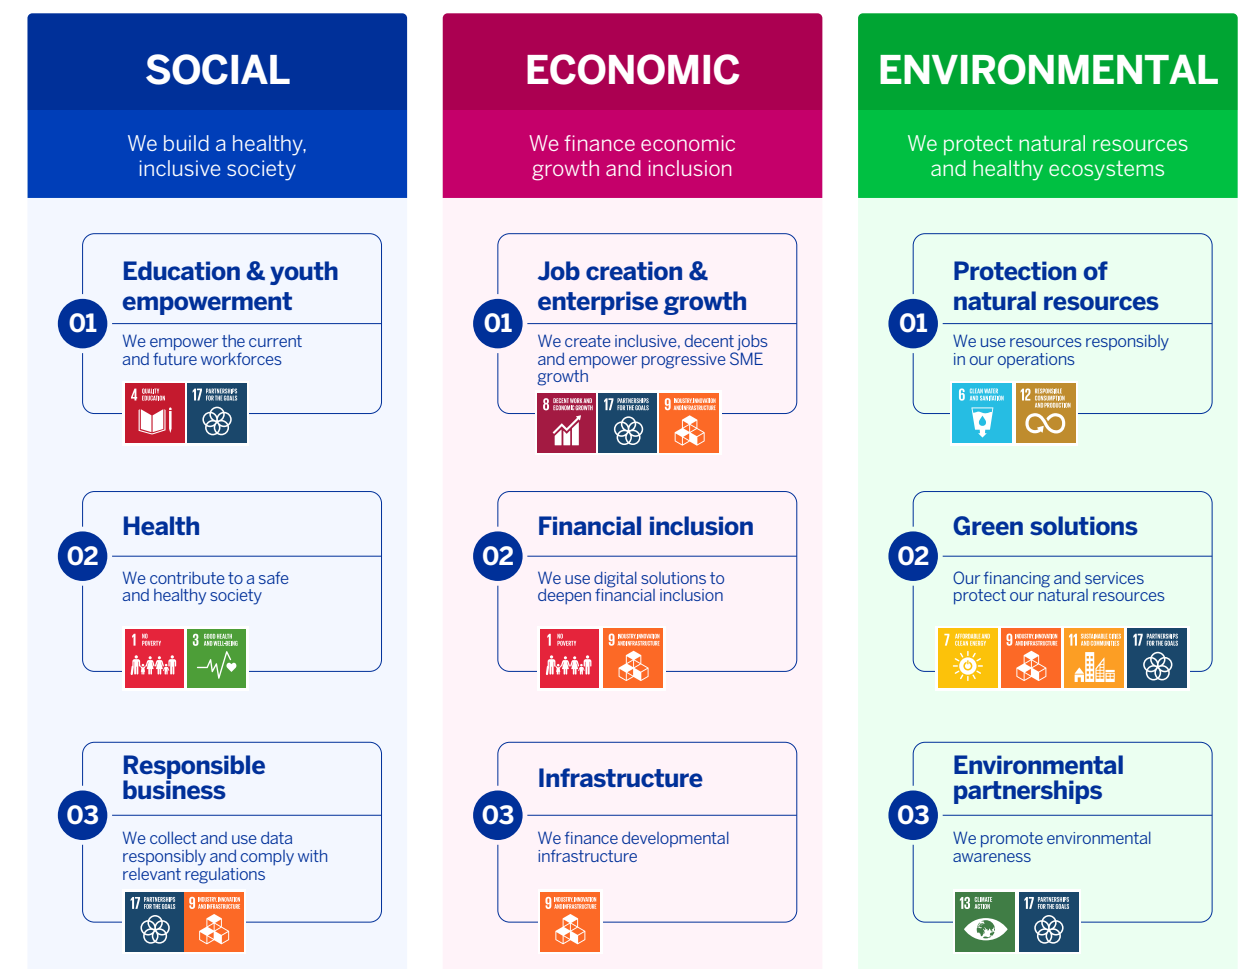 SOCIAL
We build a healthy,
inclusive society
01
Education & youth
empowerment
We empower the current
and future workforces
4 QUALITY
EDUCATION
17 PARTNERSHIPS
FOR THE GOALS
02
Health
We contribute to a safe
and healthy society
1 NO
POVERTY
3 GOOD HEALTH
AND WELL-BEING
03
Responsible
business
We collect and use data
responsibly and comply with
relevant regulations
17 PARTNERSHIPS
FOR THE GOALS
9 INDUSTRY, INNOVATION
AND INFRASTRUCTURE
ECONOMIC
We finance economic
growth and inclusion
01
Job creation &
enterprise growth
We create inclusive, decent jobs
and empower progressive SME
growth
8 DECENT WORK AND
ECONOMIC GROWTH
17 PARTNERSHIPS
FOR THE GOALS
9 INDUSTRY, INNOVATION
AND INFRASTRUCTURE
02
Financial inclusion
We use digital solutions to
deepen financial inclusion
1 NO
POVERTY
9 INDUSTRY, INNOVATION
AND INFRASTRUCTURE
03
Infrastructure
We finance developmental
infrastructure
9 INDUSTRY, INNOVATION
AND INFRASTRUCTURE
ENVIRONMENTAL
We protect natural resources
and healthy ecosystems
01
Protection of
natural resources
We use resources responsibly
in our operations
6 CLEAN WATER
AND SANITATION
12 RESPONSIBLE
CONSUMPTION
AND PRODUCTION
02
Green solutions
Our financing and services
protect our natural resources
7 AFFORDABLE AND
CLEAN ENERGY
9 INDUSTRY, INNOVATION
AND INFRASTRUCTURE
11 SUSTAINABLE CITIES
AND COMMUNITIES
17 PARTNERSHIPS
FOR THE GOALS
03
Environmental
partnerships
We promote environmental
awareness
13 CLIMATE
ACTION
17 PARTNERSHIPS
FOR THE GOALS